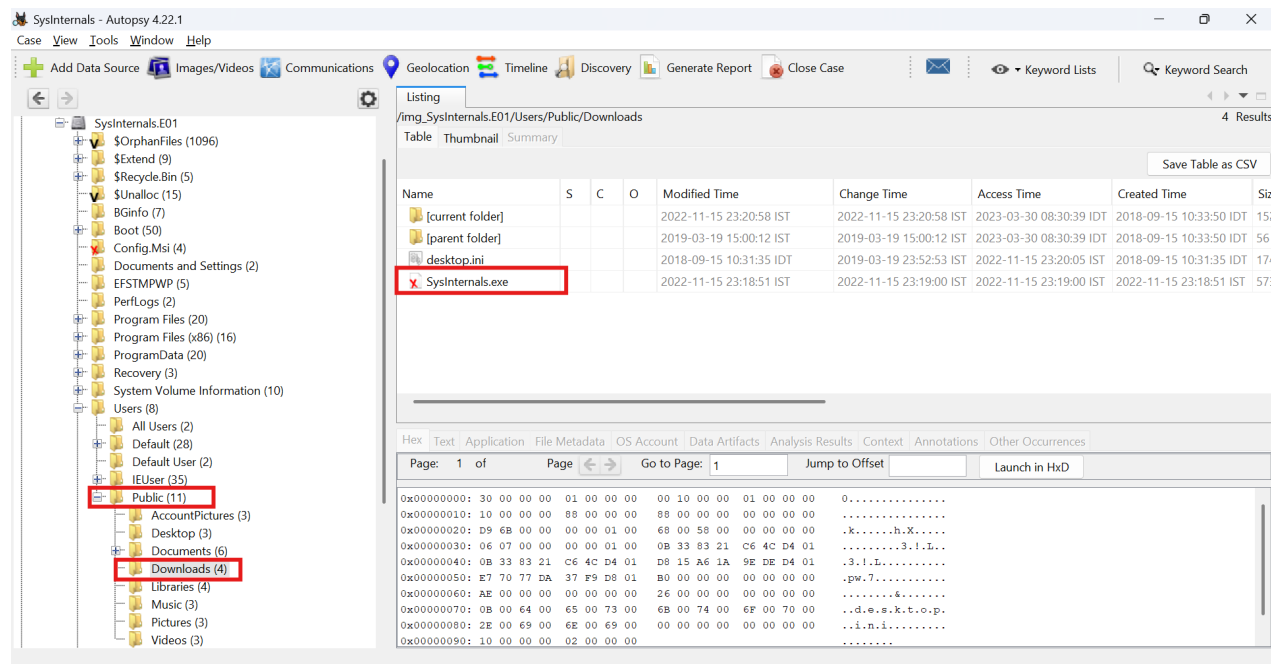 SysInternals - Autopsy 4.22.1
Case View Tools Window Help
Add Data Source Images/Videos Communications Geolocation Timeline Discovery Generate Report Close Case Keyword Lists Keyword Search
SysInternals.E01
$OrphanFiles (1096)
$Extend (9)
$Recycle.Bin (5)
$Unalloc (15)
BGinfo (7)
Boot (50)
Config.Msi (4)
Documents and Settings (2)
EFSTMPWP (5)
PerfLogs (2)
Program Files (20)
Program Files (x86) (16)
ProgramData (20)
Recovery (3)
System Volume Information (10)
Users (8)
All Users (2)
Default (28)
Default User (2)
IEUser (35)
Public (11)
AccountPictures (3)
Desktop (3)
Documents (6)
Downloads (4)
Libraries (4)
Music (3)
Pictures (3)
Videos (3)
Listing
/img_SysInternals.E01/Users/Public/Downloads 4 Results
Table Thumbnail Summary
Save Table as CSV
Name S C O Modified Time Change Time Access Time Created Time Siz
[current folder] 2022-11-15 23:20:58 IST 2022-11-15 23:20:58 IST 2023-03-30 08:30:39 IDT 2018-09-15 10:33:50 IDT 152
[parent folder] 2019-03-19 15:00:12 IST 2019-03-19 15:00:12 IST 2023-03-30 08:30:39 IDT 2018-09-15 10:33:50 IDT 56
desktop.ini 2018-09-15 10:31:35 IDT 2019-03-19 23:52:53 IST 2022-11-15 23:20:05 IST 2018-09-15 10:31:35 IDT 174
SysInternals.exe 2022-11-15 23:18:51 IST 2022-11-15 23:19:00 IST 2022-11-15 23:19:00 IST 2022-11-15 23:18:51 IST 573
Hex Text Application File Metadata OS Account Data Artifacts Analysis Results Context Annotations Other Occurrences
Page: 1 of Page Go to Page: 1 Jump to Offset Launch in HxD
0x00000000: 30 00 00 00 01 00 00 00 00 10 00 00 01 00 00 00 0...............
0x00000010: 10 00 00 00 88 00 00 00 88 00 00 00 00 00 00 00 ................
0x00000020: D9 6B 00 00 00 00 01 00 68 00 58 00 00 00 00 00 .k......h.X.....
0x00000030: 06 07 00 00 00 00 01 00 0B 33 83 21 C6 4C D4 01 .........3.!.L..
0x00000040: 0B 33 83 21 C6 4C D4 01 D8 15 A6 1A 9E DE D4 01 .3.!.L..........
0x00000050: E7 70 77 DA 37 F9 D8 01 B0 00 00 00 00 00 00 00 .pw.7...........
0x00000060: AE 00 00 00 00 00 00 00 26 00 00 00 00 00 00 00 ........&.......
0x00000070: 0B 00 64 00 65 00 73 00 6B 00 74 00 6F 00 70 00 ..d.e.s.k.t.o.p.
0x00000080: 2E 00 69 00 6E 00 69 00 00 00 00 00 00 00 00 00 ..i.n.i.........
0x00000090: 10 00 00 00 02 00 00 00 ........